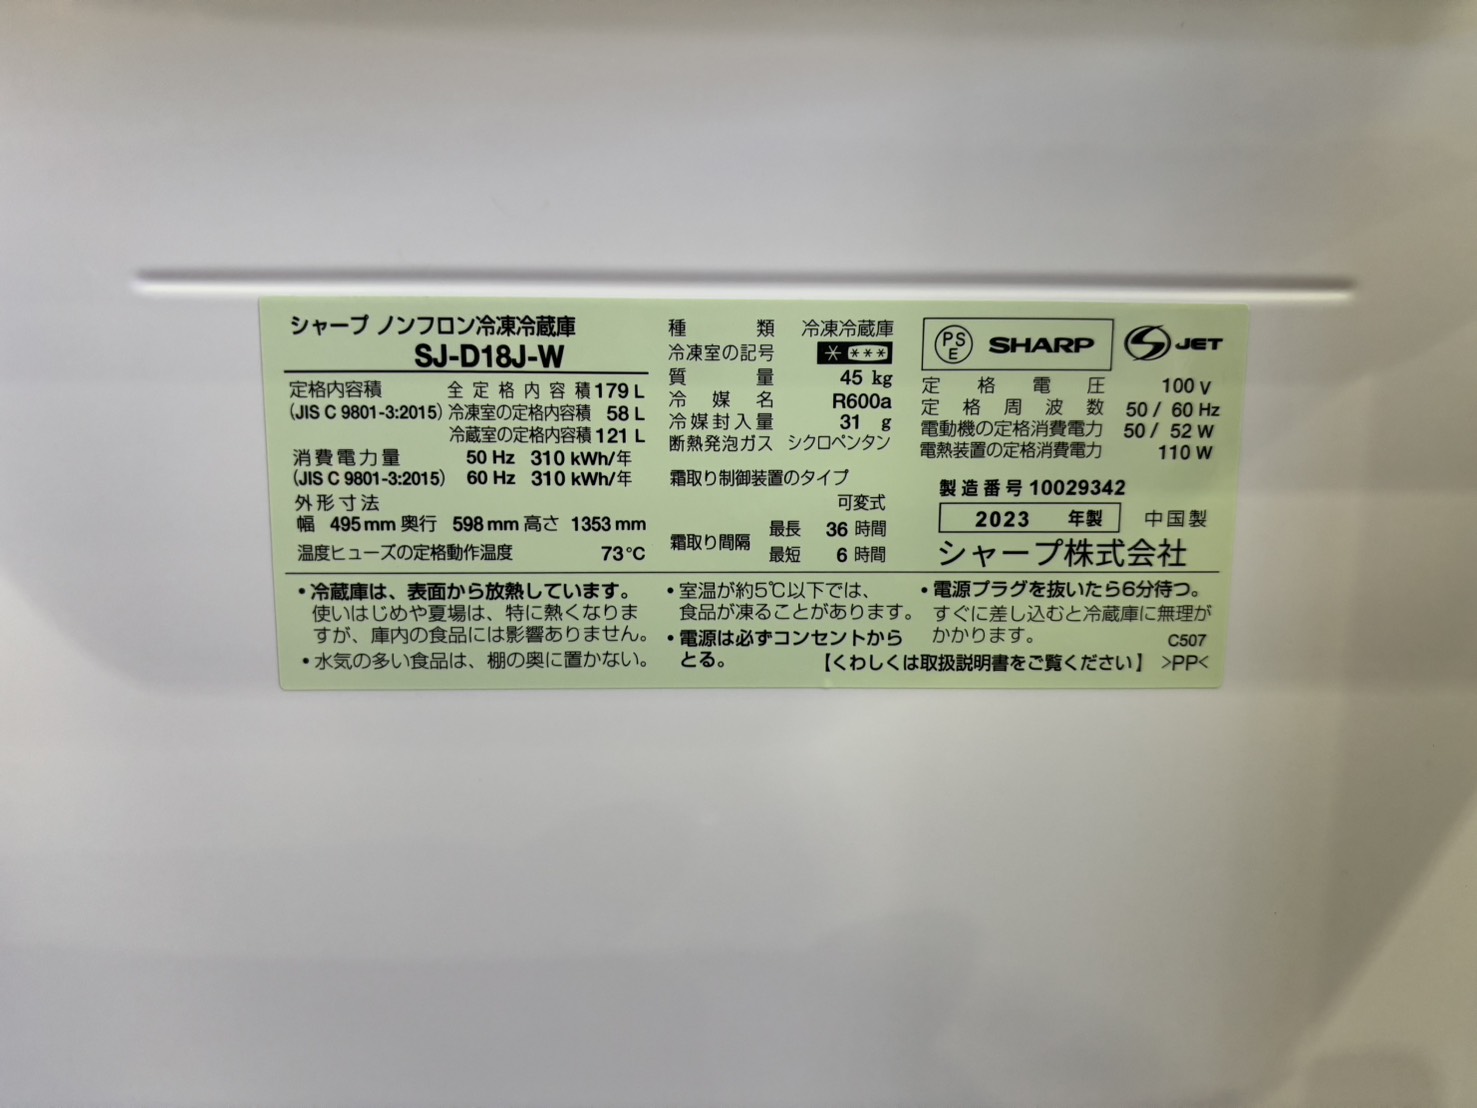 シャープ ノンフロン冷凍冷蔵庫
SJ-D18J-W
定格内容積 全定格内容積 179 L
(JIS C 9801-3:2015) 冷凍室の定格内容積 58 L
冷蔵室の定格内容積 121 L
消費電力量 50 Hz 310 kWh/年
(JIS C 9801-3:2015) 60 Hz 310 kWh/年
外形寸法
幅 495 mm 奥行 598 mm 高さ 1353 mm
温度ヒューズの定格動作温度 73℃
種類 冷凍冷蔵庫
冷凍室の記号 * ***
質量 45 kg
冷媒名 R600a
冷媒封入量 31 g
断熱発泡ガス シクロペンタン
霜取り制御装置のタイプ
可変式
霜取り間隔 最長 36 時間
最短 6 時間
PS E SHARP S JET
定格電圧 100 V
定格周波数 50 / 60 Hz
電動機の定格消費電力 50 / 52 W
電熱装置の定格消費電力 110 W
製造番号 10029342
2023 年製 中国製
シャープ株式会社
・冷蔵庫は、表面から放熱しています。
使いはじめや夏場は、特に熱くなりま
すが、庫内の食品には影響ありません。
・水気の多い食品は、棚の奥に置かない。
・室温が約5℃以下では、
食品が凍ることがあります。
・電源は必ずコンセントから
とる。
・電源プラグを抜いたら6分待つ。
すぐに差し込むと冷蔵庫に無理が
かかります。 C507
【くわしくは取扱説明書をご覧ください】 >PP<